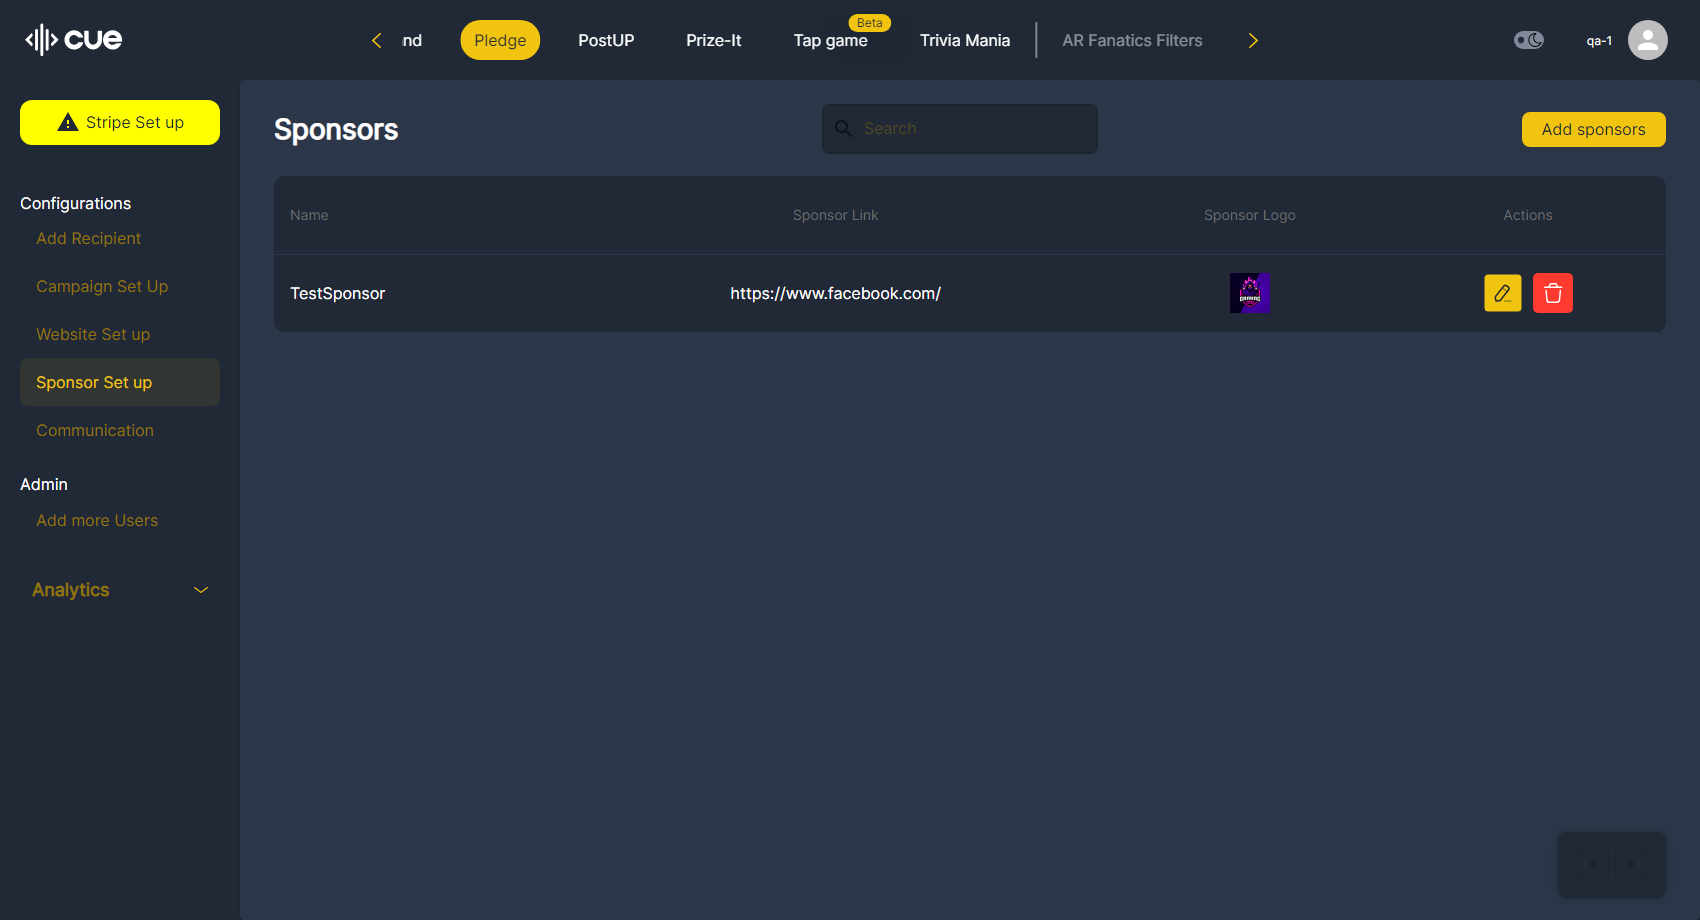 cue
nd
Pledge
PostUP
Prize-It
Tap game
Beta
Trivia Mania
AR Fanatics Filters
qa-1
Stripe Set up
Configurations
Add Recipient
Campaign Set Up
Website Set up
Sponsor Set up
Communication
Admin
Add more Users
Analytics
Sponsors
Search
Add sponsors
Name
Sponsor Link
Sponsor Logo
Actions
TestSponsor
https://www.facebook.com/
GAMING